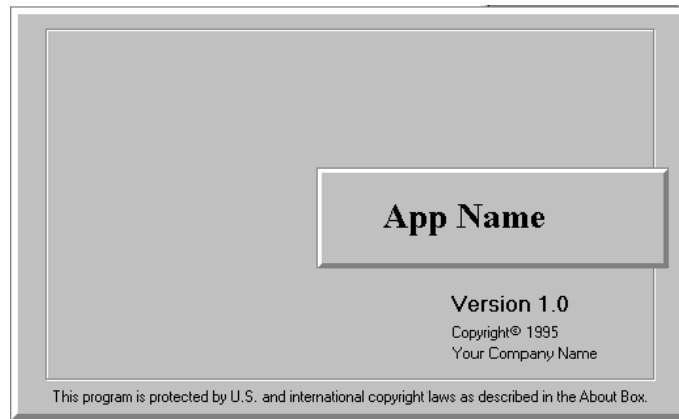 App Name
Version 1.0
Copyright© 1995
Your Company Name
This program is protected by U.S. and international copyright laws as described in the About Box.